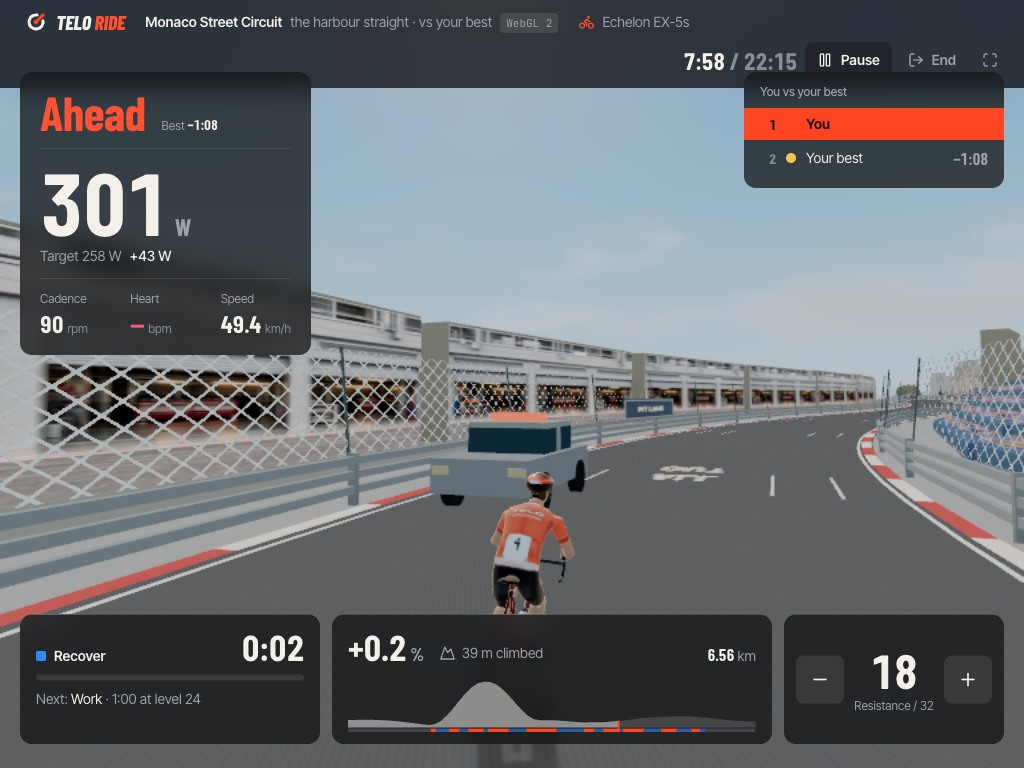 TELO RIDE Monaco Street Circuit the harbour straight · vs your best WebGL 2 Echelon EX-5s
7:58 / 22:15 Pause End
Ahead Best −1:08
301 W
Target 258 W +43 W
Cadence Heart Speed
90 rpm — bpm 49.4 km/h
You vs your best
1 You
2 Your best −1:08
TELO
4
Recover 0:02
Next: Work · 1:00 at level 24
+0.2 % 39 m climbed 6.56 km
− 18 +
Resistance / 32